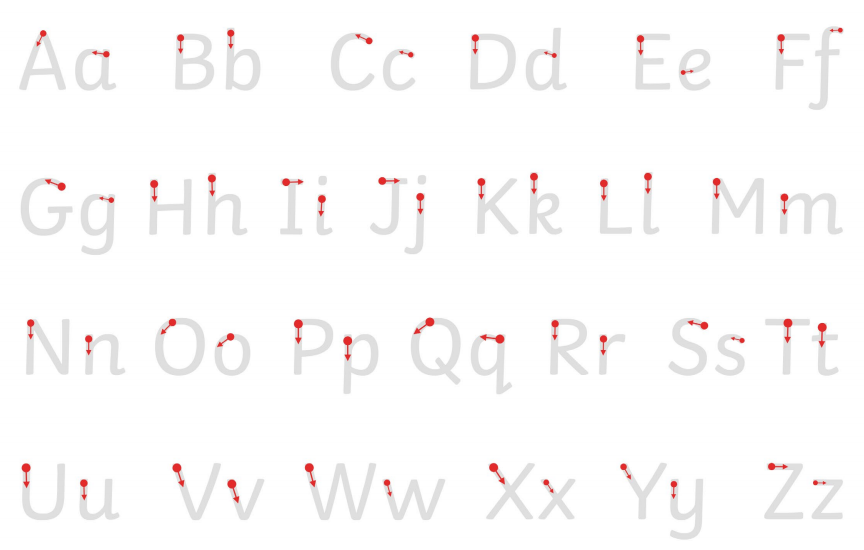 Aa Bb Cc Dd Ee Ff
Gg Hh Ii Jj Kk Ll Mm
Nn Oo Pp Qq Rr Ss Tt
Uu Vv Ww Xx Yy Zz